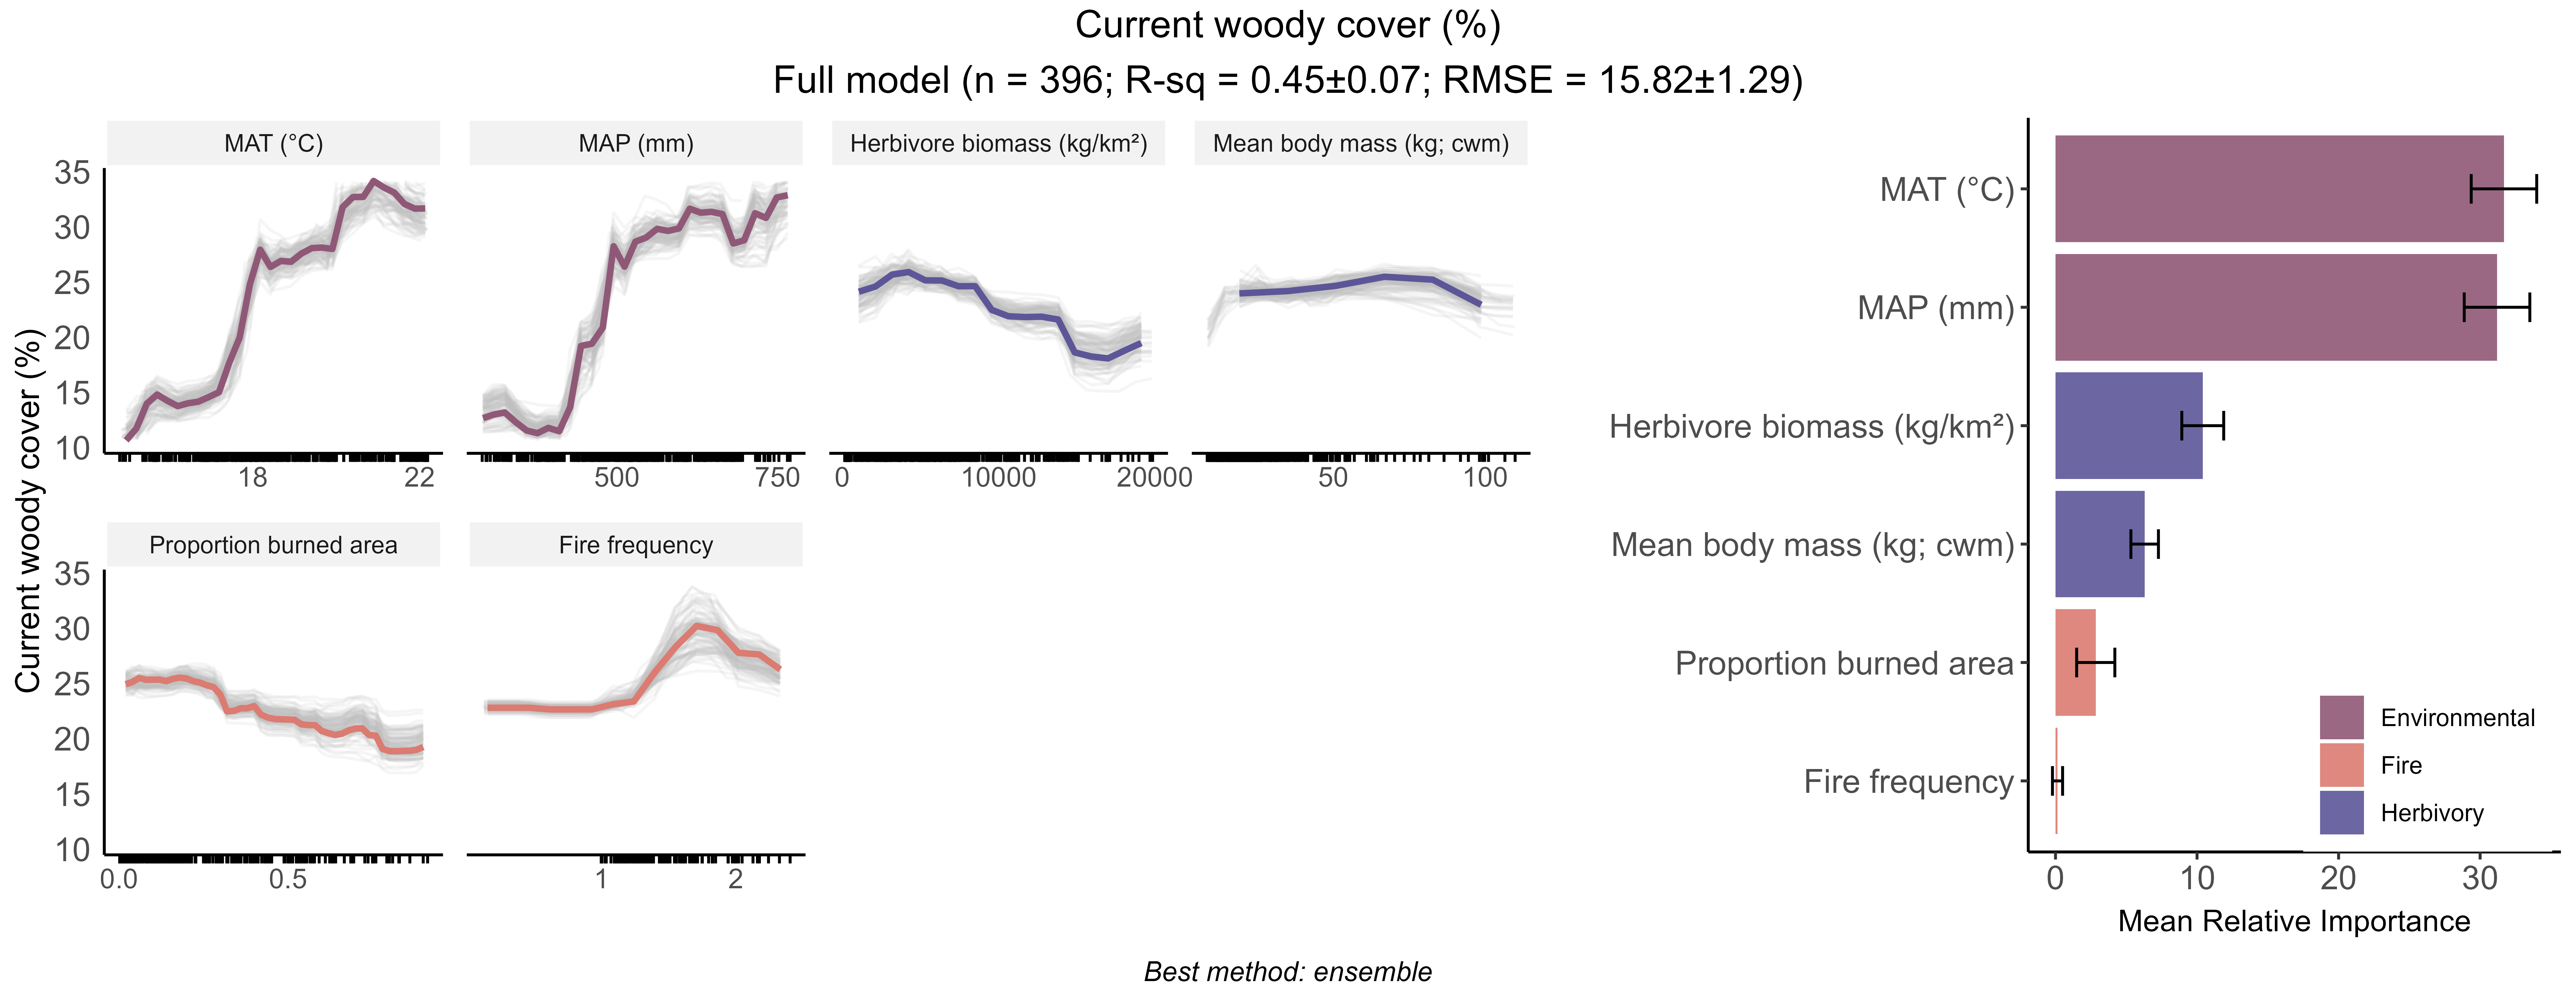 Current woody cover (%)
Full model (n = 396; R-sq = 0.45±0.07; RMSE = 15.82±1.29)
Current woody cover (%)
MAT (°C)
MAP (mm)
Herbivore biomass (kg/km²)
Mean body mass (kg; cwm)
35
30
25
20
15
10
18
22
500
750
0
10000
20000
50
100
Proportion burned area
Fire frequency
35
30
25
20
15
10
0.0
0.5
1
2
MAT (°C)
MAP (mm)
Herbivore biomass (kg/km²)
Mean body mass (kg; cwm)
Proportion burned area
Fire frequency
Environmental
Fire
Herbivory
0
10
20
30
Mean Relative Importance
Best method: ensemble